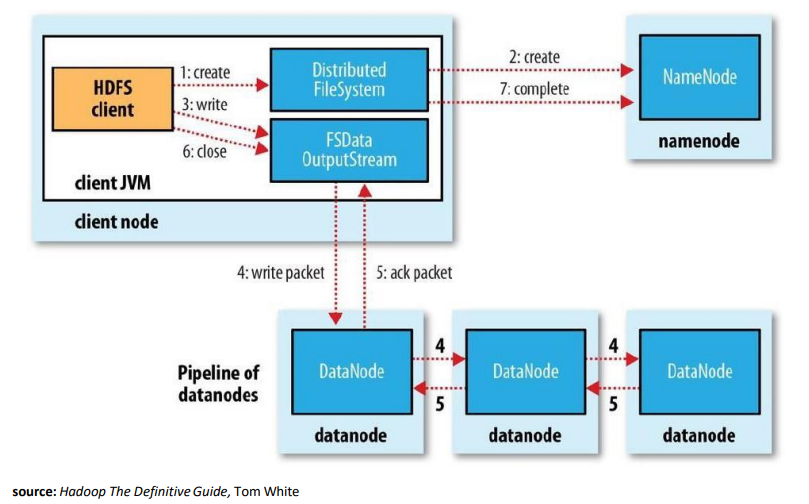 HDFS
client
1: create
3: write
6: close
Distributed
FileSystem
FSData
OutputStream
client JVM
client node
2: create
7: complete
NameNode
namenode
4: write packet
5: ack packet
Pipeline of
datanodes
DataNode
datanode
4
5
DataNode
datanode
4
5
DataNode
datanode
source: Hadoop The Definitive Guide, Tom White